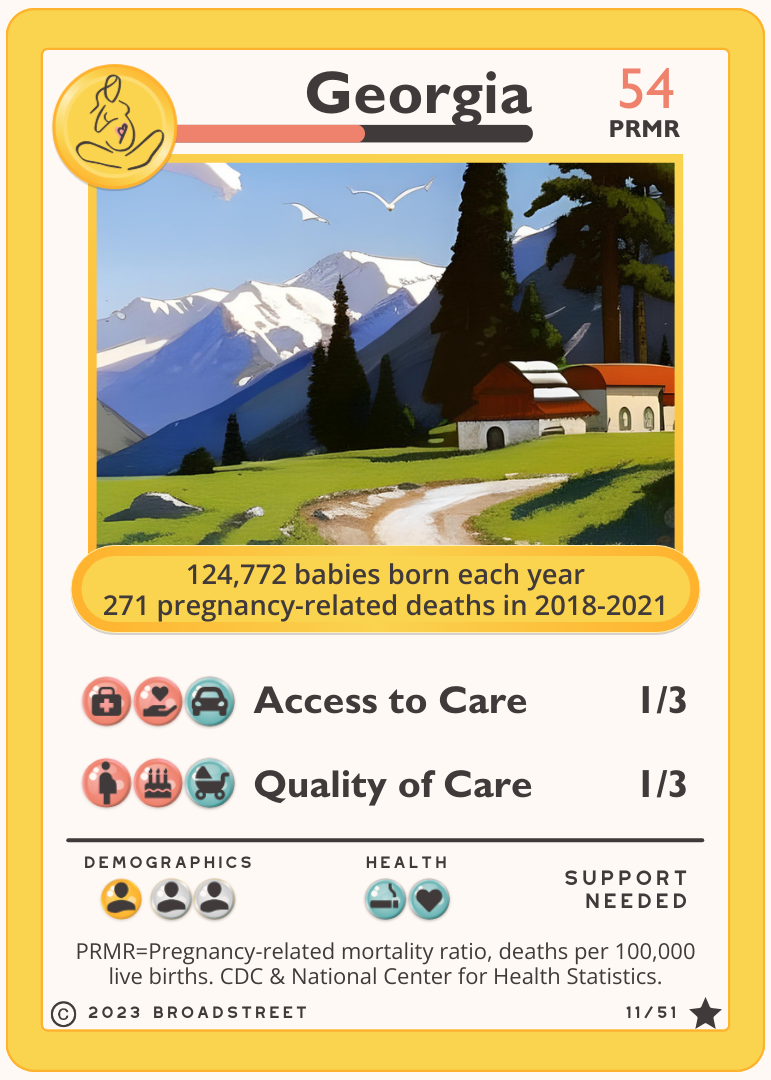 Georgia
54
PRMR
124,772 babies born each year
271 pregnancy-related deaths in 2018-2021
Access to Care 1/3
Quality of Care 1/3
DEMOGRAPHICS
HEALTH
SUPPORT
NEEDED
PRMR=Pregnancy-related mortality ratio, deaths per 100,000
live births. CDC & National Center for Health Statistics.
© 2023 BROADSTREET 11/51